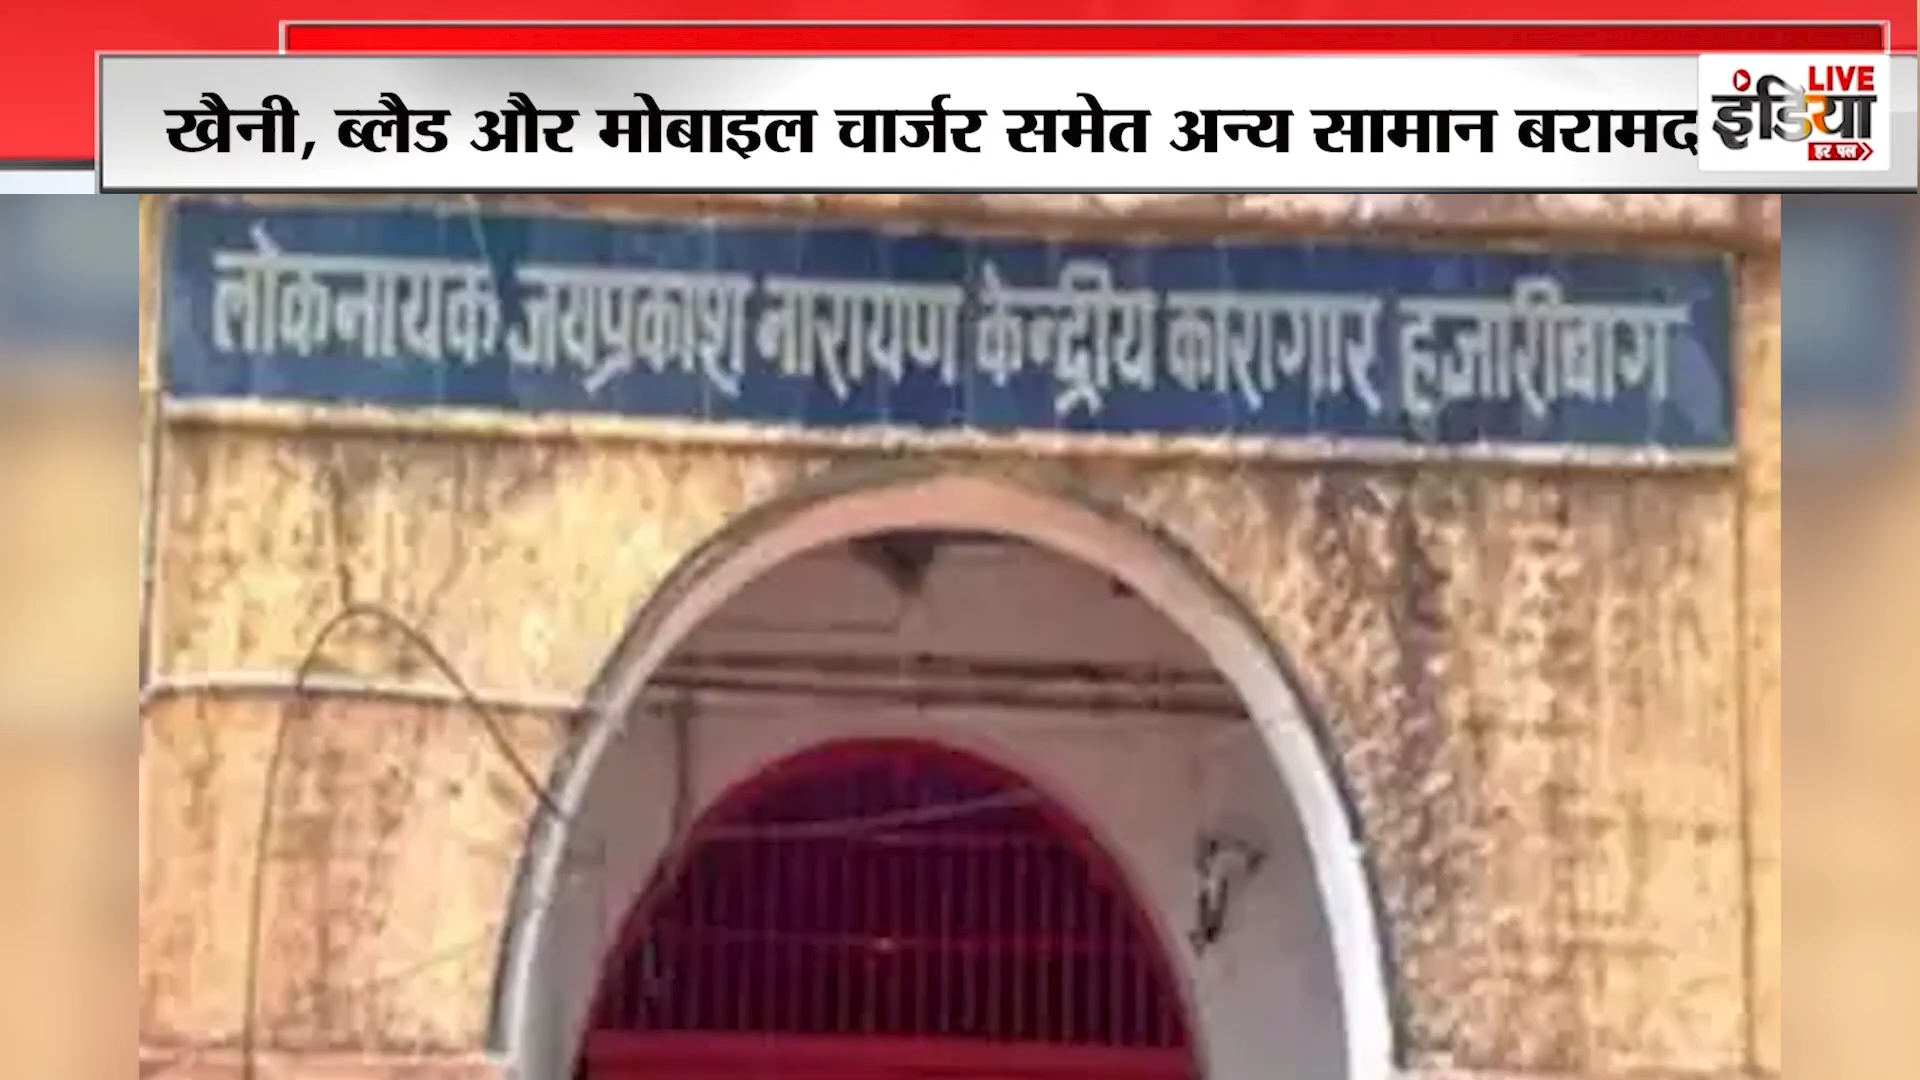 खैनी, ब्लैड और मोबाइल चार्जर समेत अन्य सामान बरामद
LIVE
इंडिया
हर पल
लोकनायक जयप्रकाश नारायण केन्द्रीय कारागार हजारीबाग